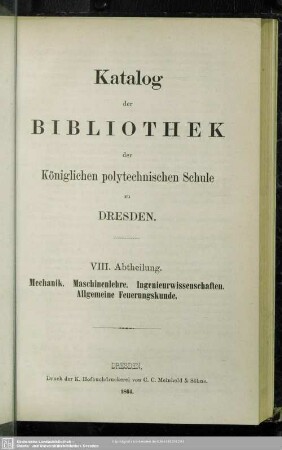 Katalog
der
BIBLIOTHEK
der
Königlichen polytechnischen Schule
zu
DRESDEN.
VIII. Abtheilung.
Mechanik. Maschinenlehre. Ingenieurwissenschaften.
Allgemeine Feuerungskunde.
DRESDEN,
Druck der K. Hofbuchdruckerei von C. C. Meinhold & Söhne.